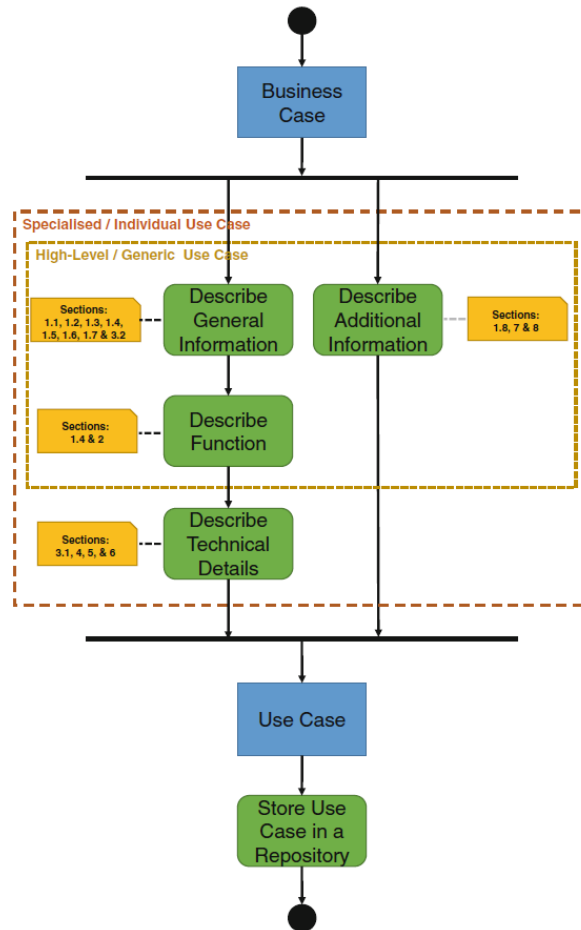 Business
Case
Specialised / Individual Use Case
High-Level / Generic Use Case
Sections:
1.1, 1.2, 1.3, 1.4,
1.5, 1.6, 1.7 & 3.2
Describe
General
Information
Describe
Additional
Information
Sections:
1.8, 7 & 8
Sections:
1.4 & 2
Describe
Function
Sections:
3.1, 4, 5, & 6
Describe
Technical
Details
Use Case
Store Use
Case in a
Repository